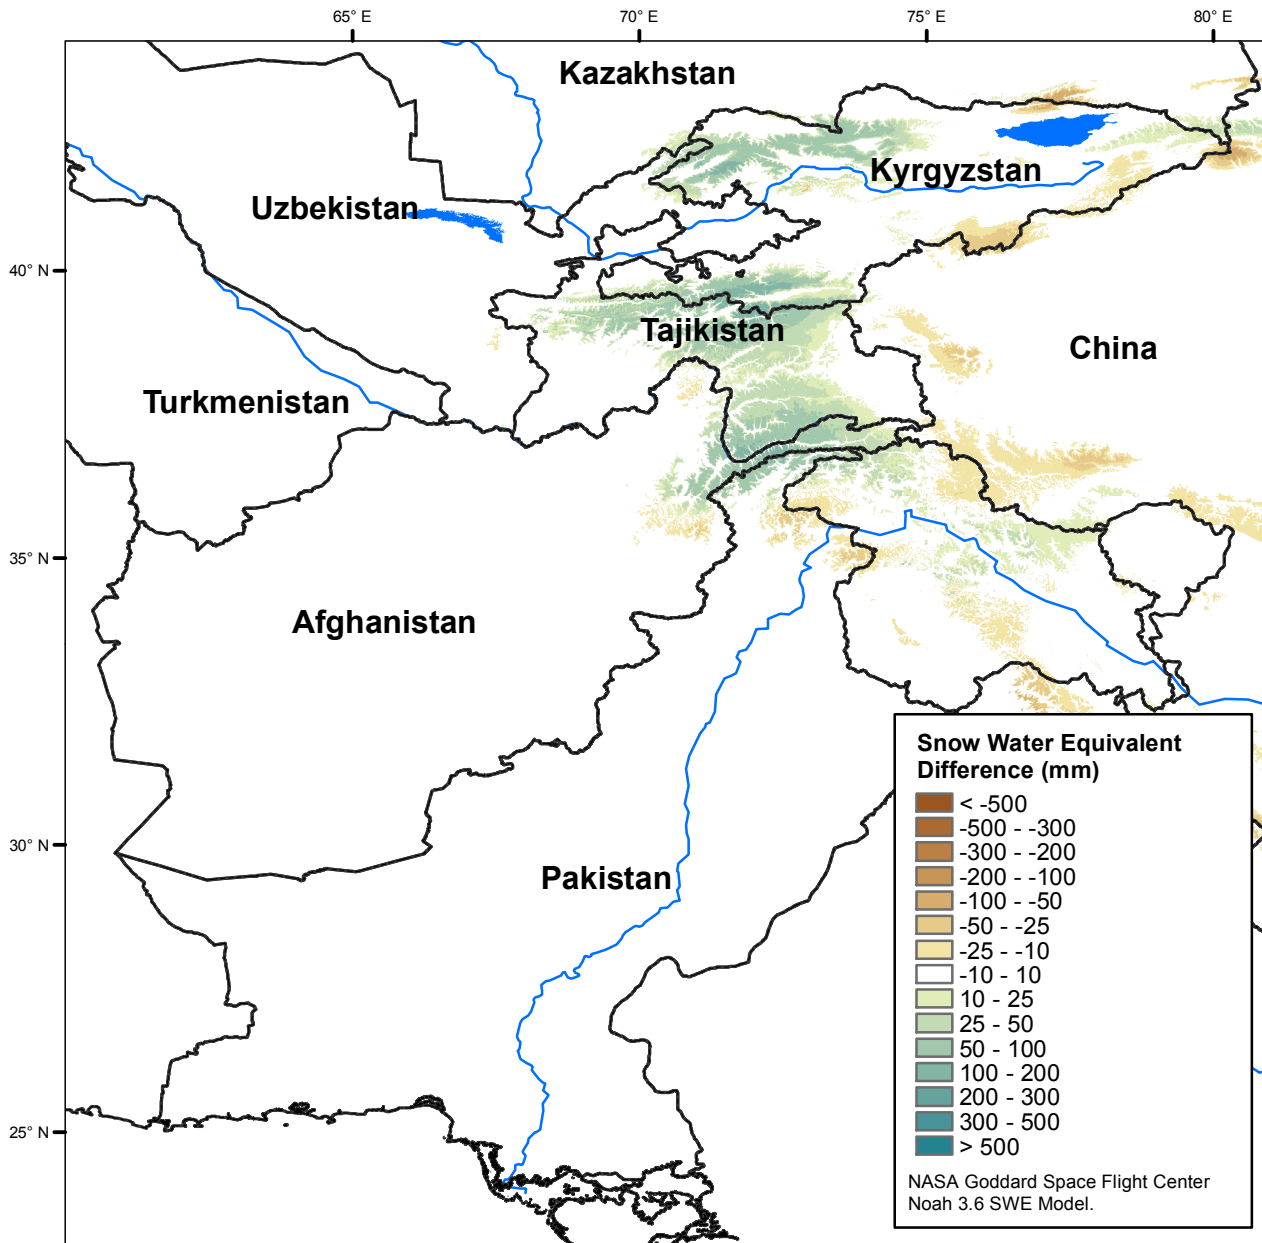 65° E
70° E
75° E
80° E
Kazakhstan
Kyrgyzstan
Uzbekistan
40° N
Tajikistan
China
Turkmenistan
35° N
Afghanistan
30° N
Pakistan
25° N
Snow Water Equivalent
Difference (mm)
< -500
-500 - -300
-300 - -200
-200 - -100
-100 - -50
-50 - -25
-25 - -10
-10 - 10
10 - 25
25 - 50
50 - 100
100 - 200
200 - 300
300 - 500
> 500
NASA Goddard Space Flight Center
Noah 3.6 SWE Model.